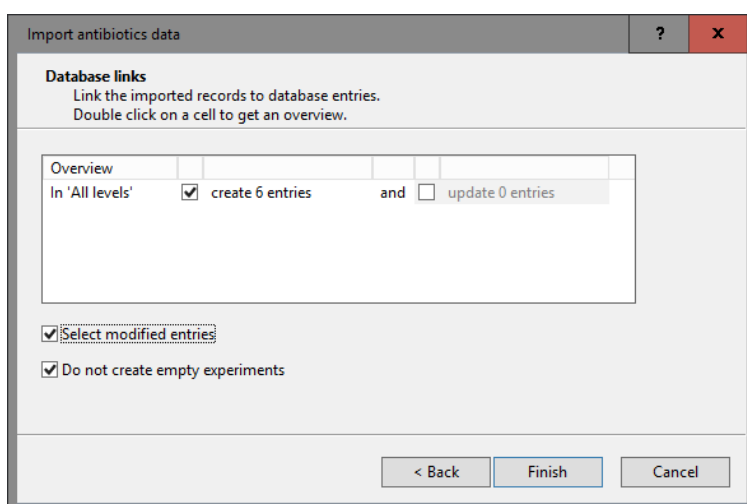 Import antibiotics data ? x
Database links
Link the imported records to database entries.
Double click on a cell to get an overview.
Overview
In 'All levels' create 6 entries and update 0 entries
Select modified entries
Do not create empty experiments
< Back Finish Cancel